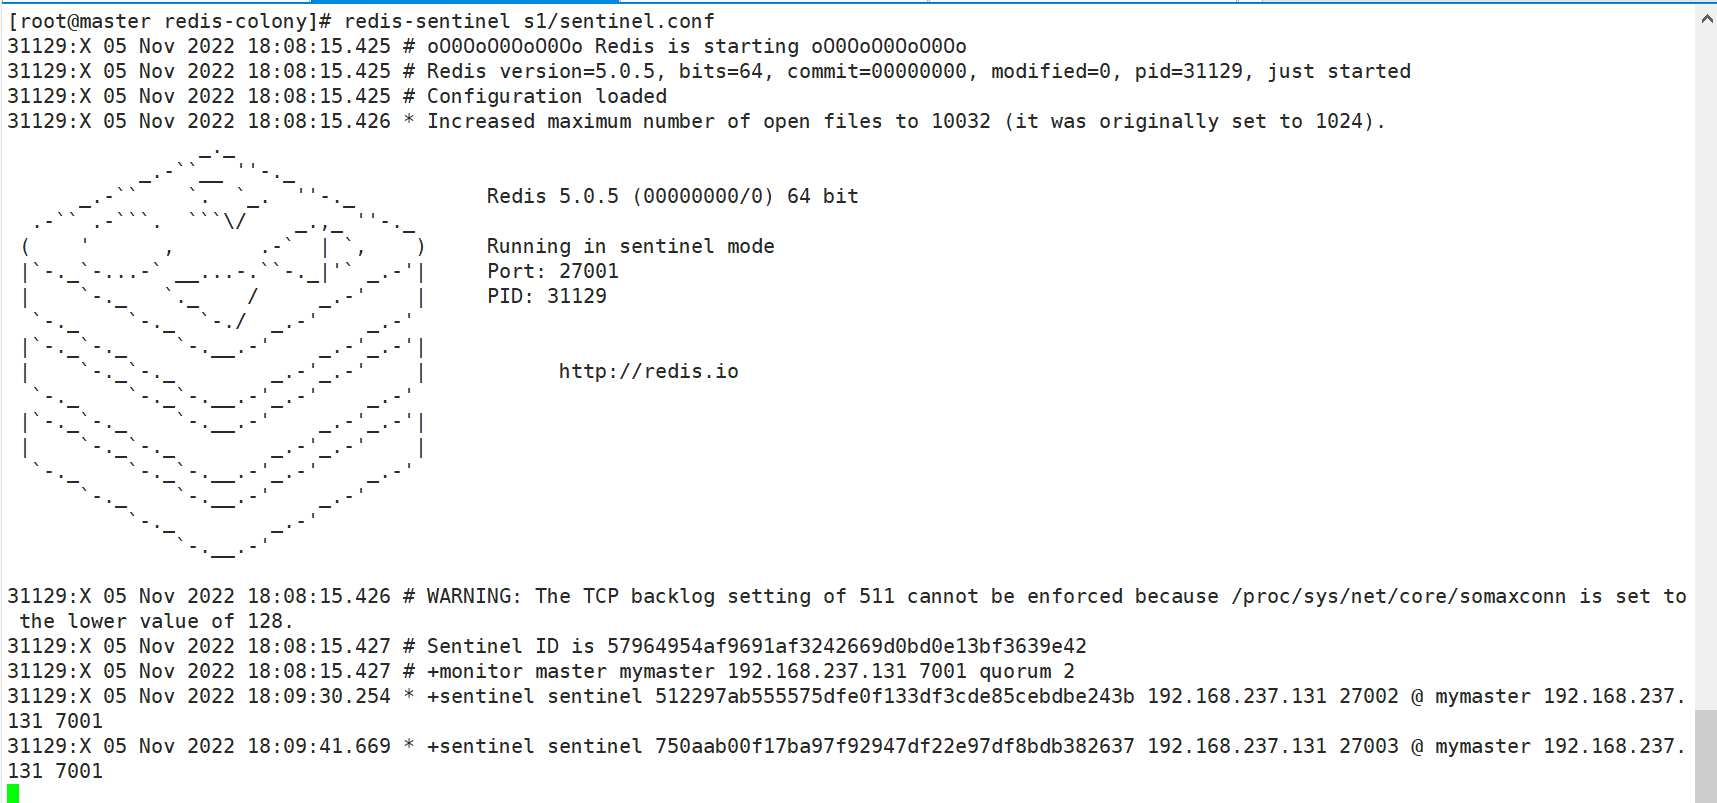 [root@master redis-colony]# redis-sentinel s1/sentinel.conf
31129:X 05 Nov 2022 18:08:15.425 # oO0OoO0OoO0Oo Redis is starting oO0OoO0OoO0Oo
31129:X 05 Nov 2022 18:08:15.425 # Redis version=5.0.5, bits=64, commit=00000000, modified=0, pid=31129, just started
31129:X 05 Nov 2022 18:08:15.425 # Configuration loaded
31129:X 05 Nov 2022 18:08:15.426 * Increased maximum number of open files to 10032 (it was originally set to 1024).
Redis 5.0.5 (00000000/0) 64 bit
Running in sentinel mode
Port: 27001
PID: 31129
http://redis.io
31129:X 05 Nov 2022 18:08:15.426 # WARNING: The TCP backlog setting of 511 cannot be enforced because /proc/sys/net/core/somaxconn is set to
the lower value of 128.
31129:X 05 Nov 2022 18:08:15.427 # Sentinel ID is 57964954af9691af3242669d0bd0e13bf3639e42
31129:X 05 Nov 2022 18:08:15.427 # +monitor master mymaster 192.168.237.131 7001 quorum 2
31129:X 05 Nov 2022 18:09:30.254 * +sentinel sentinel 512297ab555575dfe0f133df3cde85cebdbe243b 192.168.237.131 27002 @ mymaster 192.168.237.
131 7001
31129:X 05 Nov 2022 18:09:41.669 * +sentinel sentinel 750aab00f17ba97f92947df22e97df8bdb382637 192.168.237.131 27003 @ mymaster 192.168.237.
131 7001